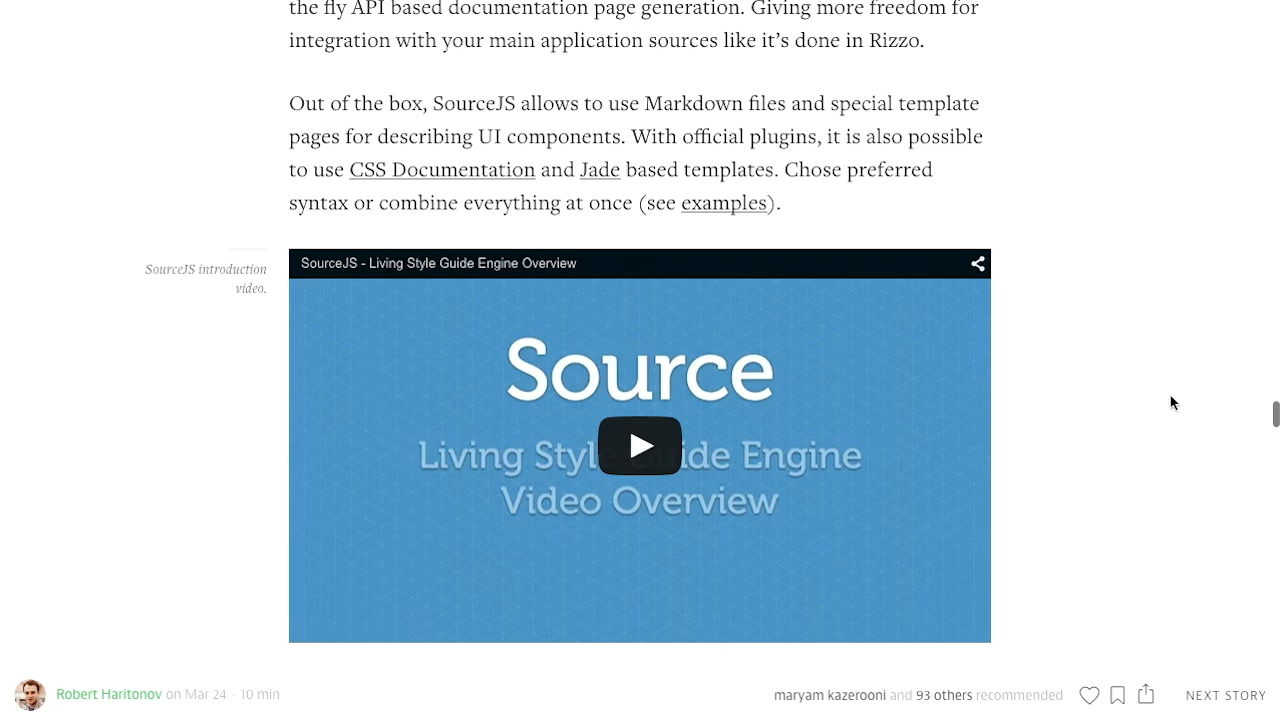 the fly API based documentation page generation. Giving more freedom for
integration with your main application sources like it’s done in Rizzo.
Out of the box, SourceJS allows to use Markdown files and special template
pages for describing UI components. With official plugins, it is also possible
to use CSS Documentation and Jade based templates. Chose preferred
syntax or combine everything at once (see examples).
SourceJS introduction
video.
SourceJS - Living Style Guide Engine Overview
Source
Living Style Guide Engine
Video Overview
Robert Haritonov on Mar 24 · 10 min
maryam kazerooni and 93 others recommended
NEXT STORY